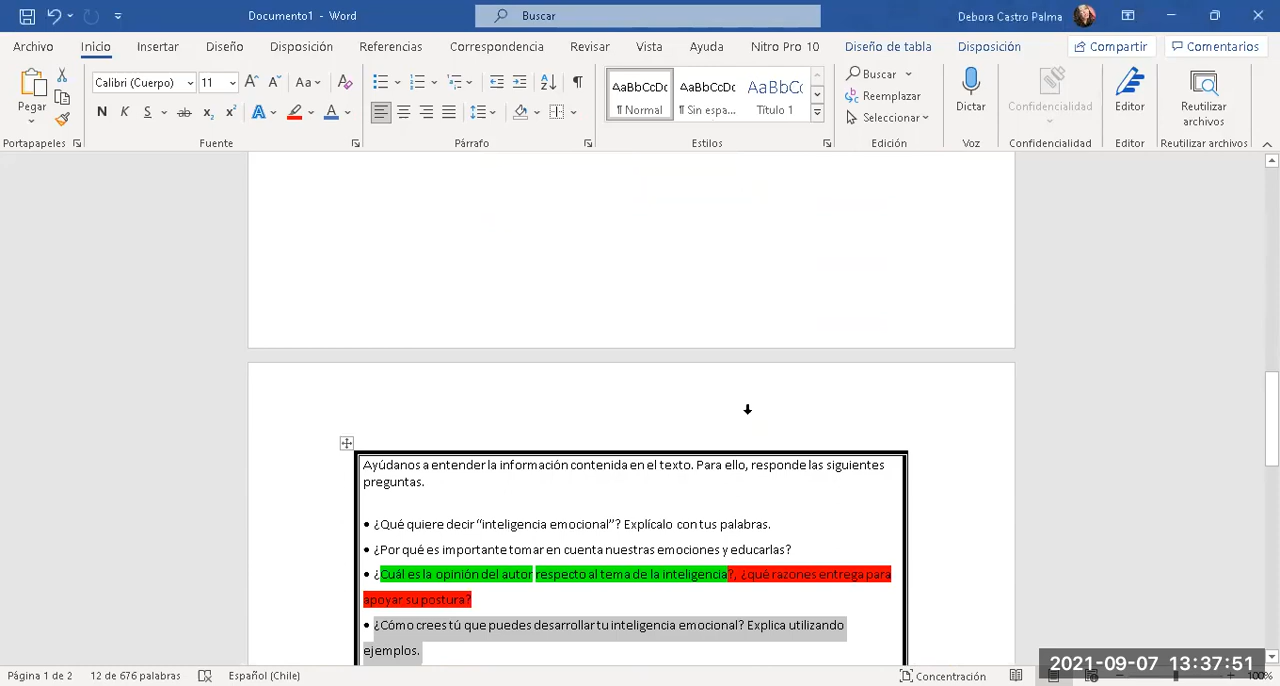 Documento1 - Word
Buscar
Debora Castro Palma
Archivo Inicio Insertar Diseño Disposición Referencias Correspondencia Revisar Vista Ayuda Nitro Pro 10 Diseño de tabla Disposición Compartir Comentarios
Calibri (Cuerpo) 11
Pegar
N K S ab x₂ x²
AaBbCcDc AaBbCcDc AaBbCc
¶ Normal ¶ Sin espa... Título 1
Buscar
Reemplazar
Seleccionar
Dictar
Confidencialidad
Editor
Reutilizar
archivos
Portapapeles Fuente Párrafo Estilos Edición Voz Confidencialidad Editor Reutilizar archivos
Ayúdanos a entender la información contenida en el texto. Para ello, responde las siguientes
preguntas.
• ¿Qué quiere decir “inteligencia emocional”? Explícalo con tus palabras.
• ¿Por qué es importante tomar en cuenta nuestras emociones y educarlas?
• ¿Cuál es la opinión del autor respecto al tema de la inteligencia?, ¿qué razones entrega para
apoyar su postura?
• ¿Cómo crees tú que puedes desarrollar tu inteligencia emocional? Explica utilizando
ejemplos.
2021-09-07 13:37:51
Página 1 de 2 12 de 676 palabras Español (Chile) Concentración 100%